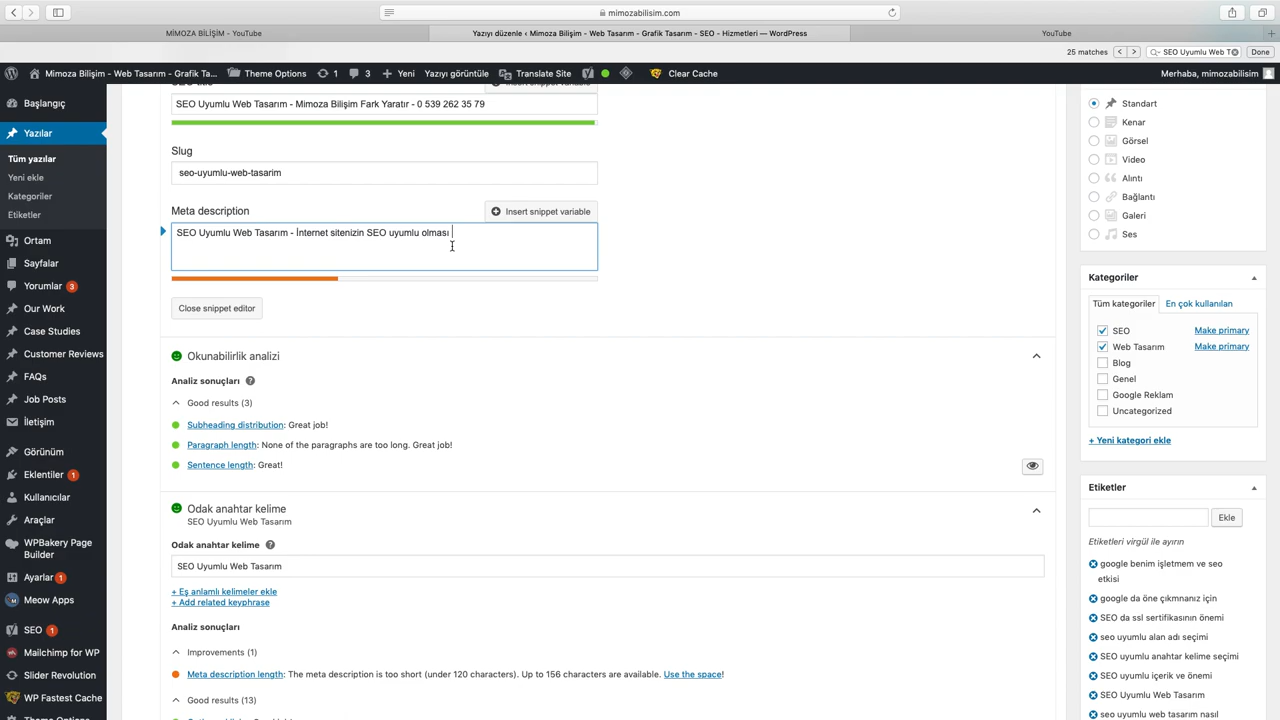 mimozabilisim.com
MİMOZA BİLİŞİM - YouTube
Yazıyı düzenle ‹ Mimoza Bilişim - Web Tasarım - Grafik Tasarım - SEO - Hizmetleri — WordPress
YouTube
25 matches
SEO Uyumlu Web T
Done
Mimoza Bilişim - Web Tasarım - Grafik Ta...
Theme Options
1
3
Yeni
Yazıyı görüntüle
Translate Site
Clear Cache
Merhaba, mimozabilisim
Başlangıç
Yazılar
Tüm yazılar
Yeni ekle
Kategoriler
Etiketler
Ortam
Sayfalar
Yorumlar 3
Our Work
Case Studies
Customer Reviews
FAQs
Job Posts
İletişim
Görünüm
Eklentiler 1
Kullanıcılar
Araçlar
WPBakery Page
Builder
Ayarlar 1
Meow Apps
SEO 1
Mailchimp for WP
Slider Revolution
WP Fastest Cache
Theme Options
SEO title
Insert snippet variable
SEO Uyumlu Web Tasarım - Mimoza Bilişim Fark Yaratır - 0 539 262 35 79
Slug
seo-uyumlu-web-tasarim
Meta description
Insert snippet variable
SEO Uyumlu Web Tasarım - İnternet sitenizin SEO uyumlu olması
Close snippet editor
Okunabilirlik analizi
Analiz sonuçları
Good results (3)
Subheading distribution: Great job!
Paragraph length: None of the paragraphs are too long. Great job!
Sentence length: Great!
Odak anahtar kelime
SEO Uyumlu Web Tasarım
Odak anahtar kelime
SEO Uyumlu Web Tasarım
+ Eş anlamlı kelimeler ekle
+ Add related keyphrase
Analiz sonuçları
Improvements (1)
Meta description length: The meta description is too short (under 120 characters). Up to 156 characters are available. Use the space!
Good results (13)
Standart
Kenar
Görsel
Video
Alıntı
Bağlantı
Galeri
Ses
Kategoriler
Tüm kategoriler
En çok kullanılan
SEO Make primary
Web Tasarım Make primary
Blog
Genel
Google Reklam
Uncategorized
+ Yeni kategori ekle
Etiketler
Ekle
Etiketleri virgül ile ayırın
google benim işletmem ve seo
etkisi
google da öne çıkmnanız için
SEO da ssl sertifikasının önemi
seo uyumlu alan adı seçimi
SEO uyumlu anahtar kelime seçimi
SEO uyumlu içerik ve önemi
SEO Uyumlu Web Tasarım
seo uyumlu web tasarım nasıl